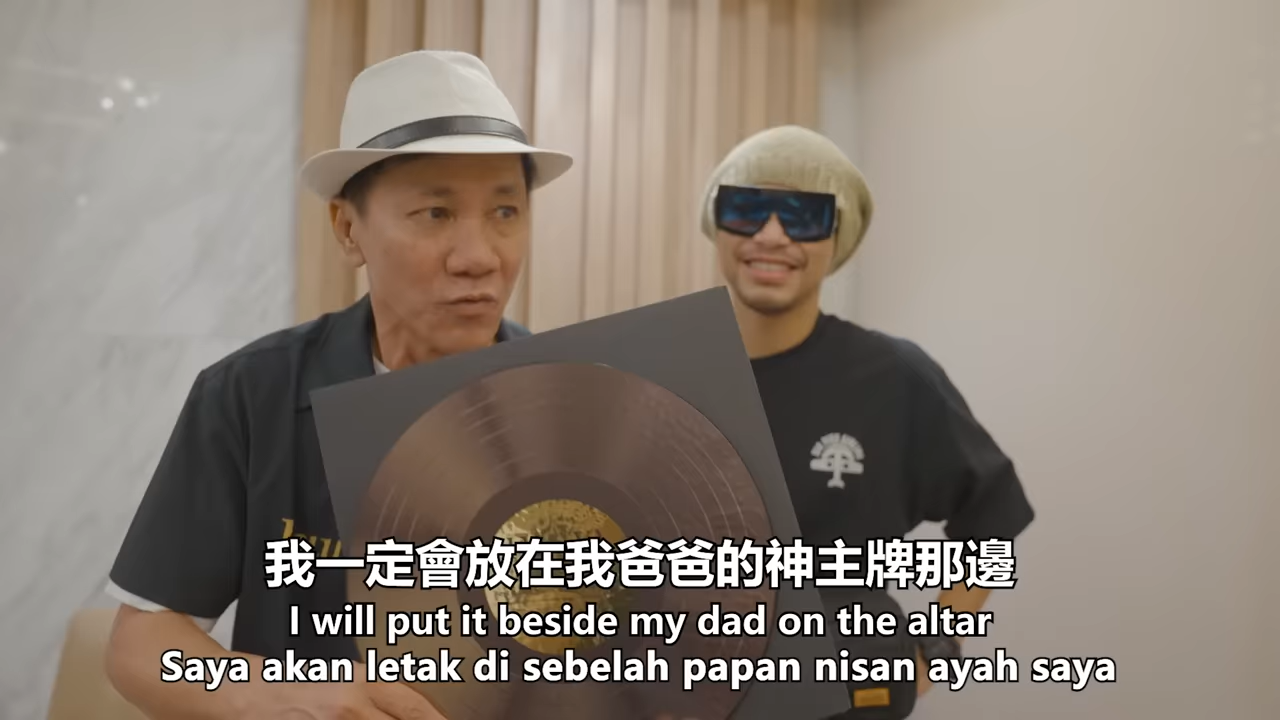 我一定會放在我爸爸的神主牌那邊
I will put it beside my dad on the altar
Saya akan letak di sebelah papan nisan ayah saya